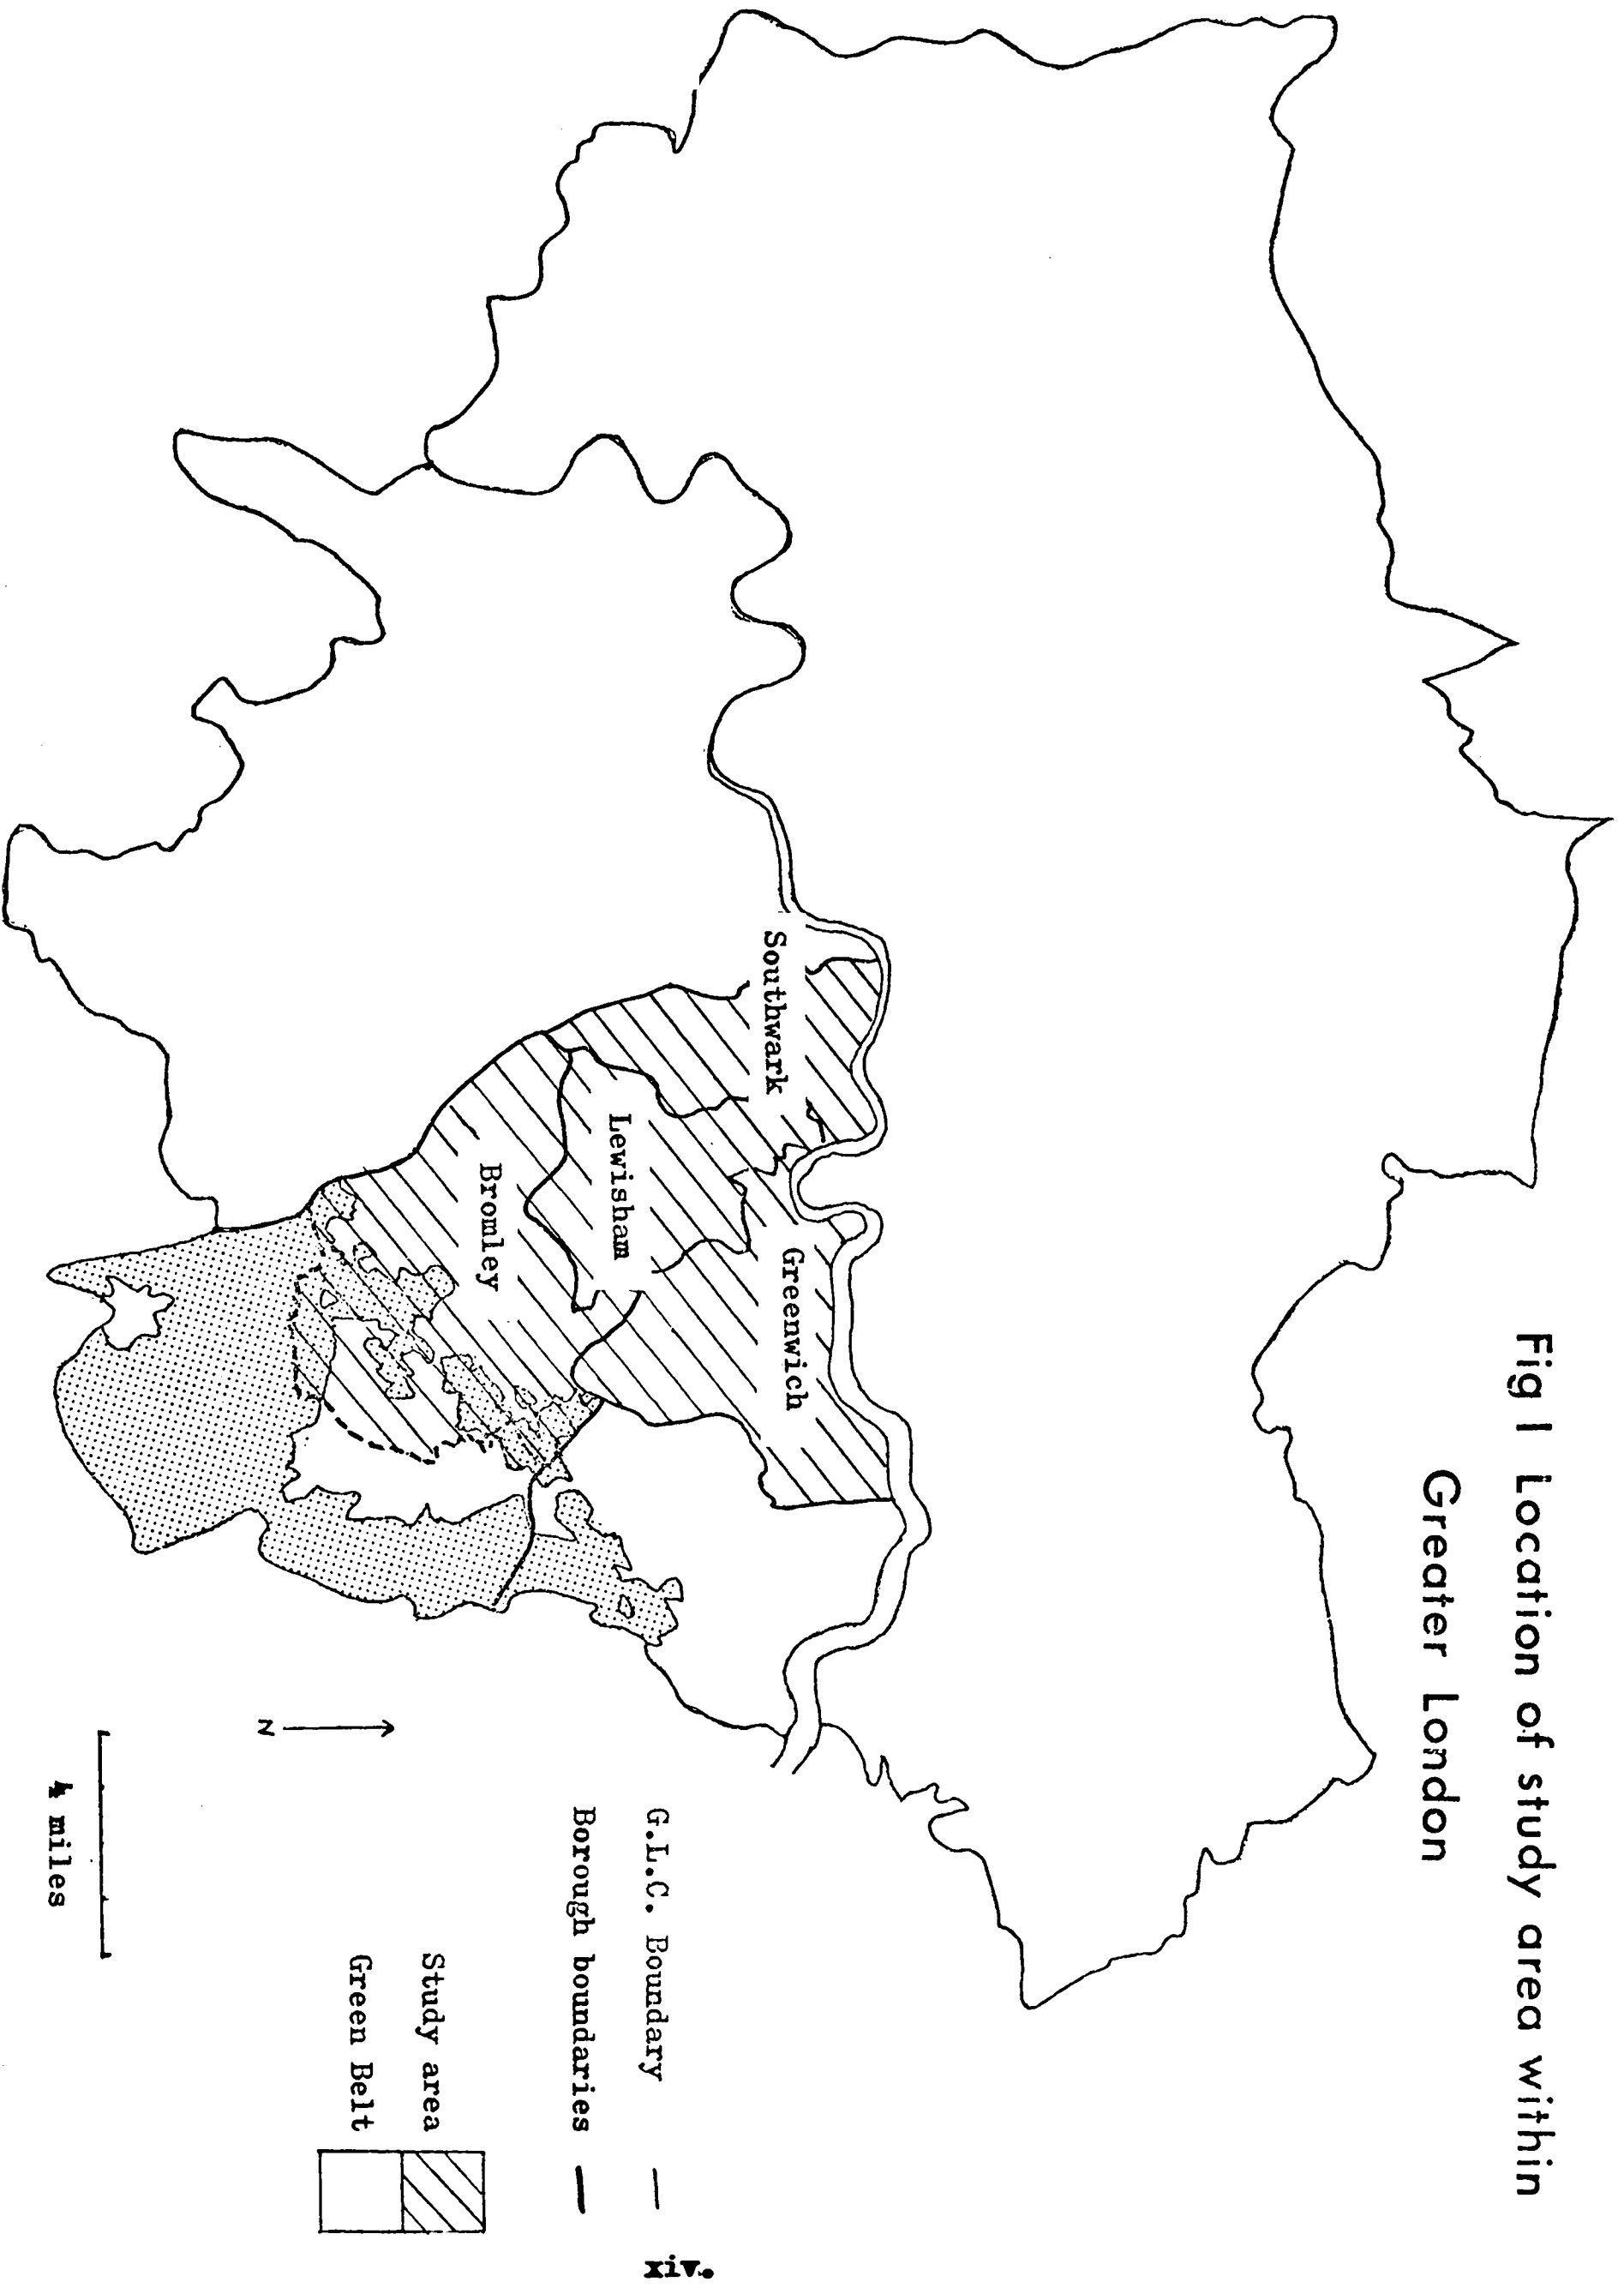 Fig 1 Location of study area within
Greater London
Southwark
Greenwich
Lewisham
Bromley
G.L.C. Boundary
Borough boundaries
Study area
Green Belt
N
4 miles
xiv.